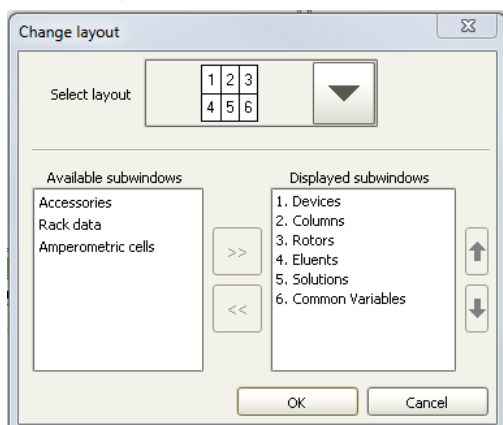 Change layout
Select layout
1 2 3
4 5 6
Available subwindows
Accessories
Rack data
Amperometric cells
>>
<<
Displayed subwindows
1. Devices
2. Columns
3. Rotors
4. Eluents
5. Solutions
6. Common Variables
OK
Cancel